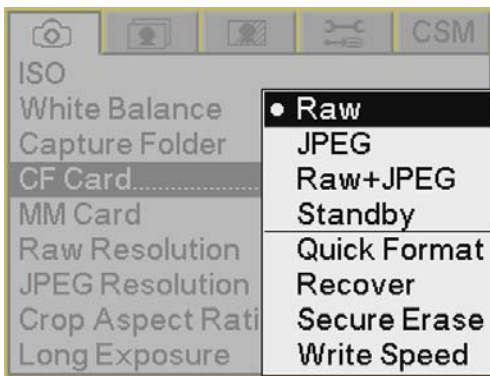 CSM
ISO
White Balance
Capture Folder
CF Card....................
MM Card
Raw Resolution
JPEG Resolution
Crop Aspect Rati
Long Exposure
● Raw
JPEG
Raw+JPEG
Standby
Quick Format
Recover
Secure Erase
Write Speed